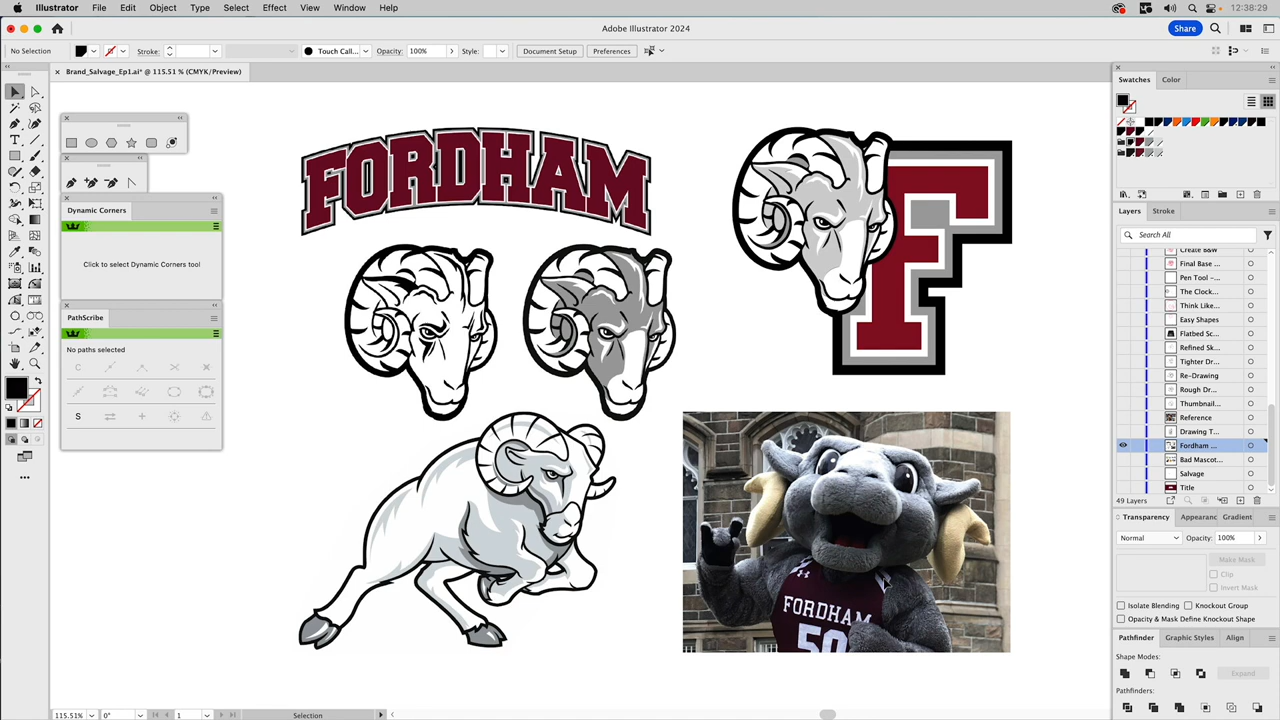 Illustrator File Edit Object Type Select Effect View Window Help
12:38:29
Adobe Illustrator 2024
Share
No Selection
Stroke:
Touch Call...
Opacity: 100%
Style:
Document Setup
Preferences
Brand_Salvage_Ep1.ai* @ 115.51 % (CMYK/Preview)
Dynamic Corners
Click to select Dynamic Corners tool
PathScribe
No paths selected
FORDHAM
F
FORDHAM
50
Swatches Color
Layers Stroke
Search All
Create B&W
Final Base ...
Pen Tool -...
The Clock...
Think Like...
Easy Shapes
Flatbed Sc...
Refined Sk...
Tighter Dr...
Re-Drawing
Rough Dr...
Thumbnail...
Reference
Drawing T...
Fordham ...
Bad Mascot...
Salvage
Title
49 Layers
Transparency Appearanc Gradient
Normal
Opacity: 100%
Make Mask
Clip
Invert Mask
Isolate Blending Knockout Group
Opacity & Mask Define Knockout Shape
Pathfinder Graphic Styles Align
Shape Modes:
Expand
Pathfinders:
115.51% 0° 1 Selection